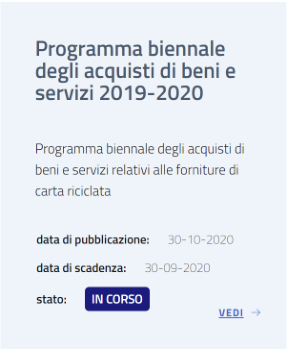 Programma biennale
degli acquisti di beni e
servizi 2019-2020
Programma biennale degli acquisti di
beni e servizi relativi alle forniture di
carta riciclata
data di pubblicazione: 30-10-2020
data di scadenza: 30-09-2020
stato: IN CORSO
VEDI →